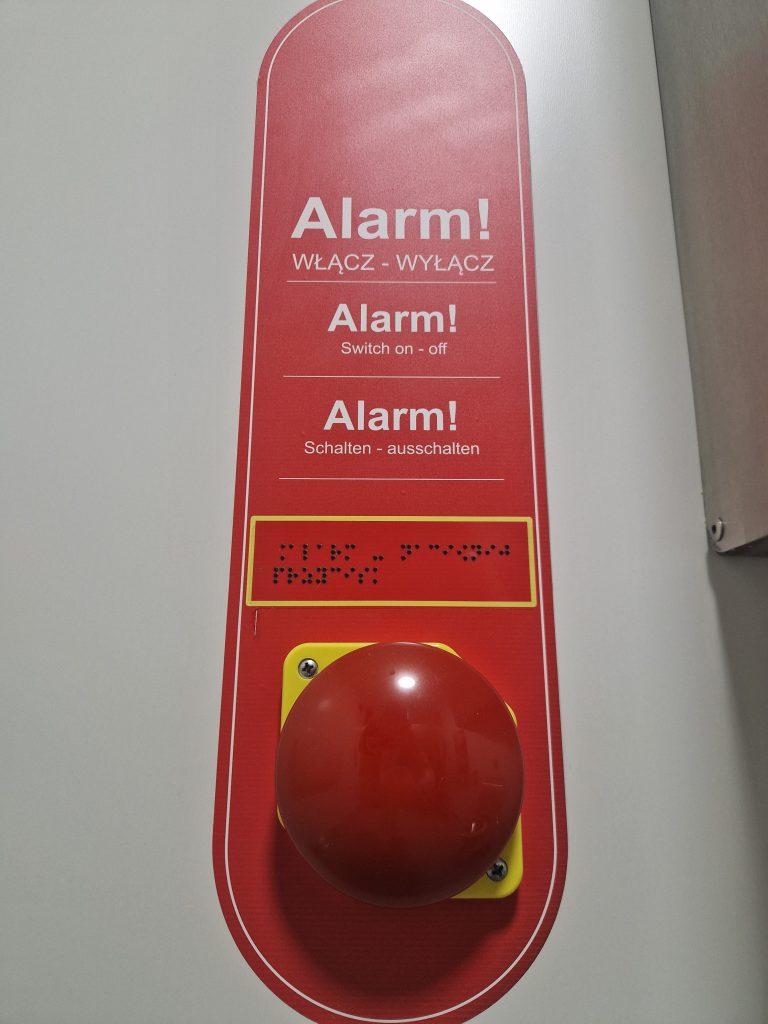 Alarm!
WŁĄCZ - WYŁĄCZ
Alarm!
Switch on - off
Alarm!
Schalten - ausschalten